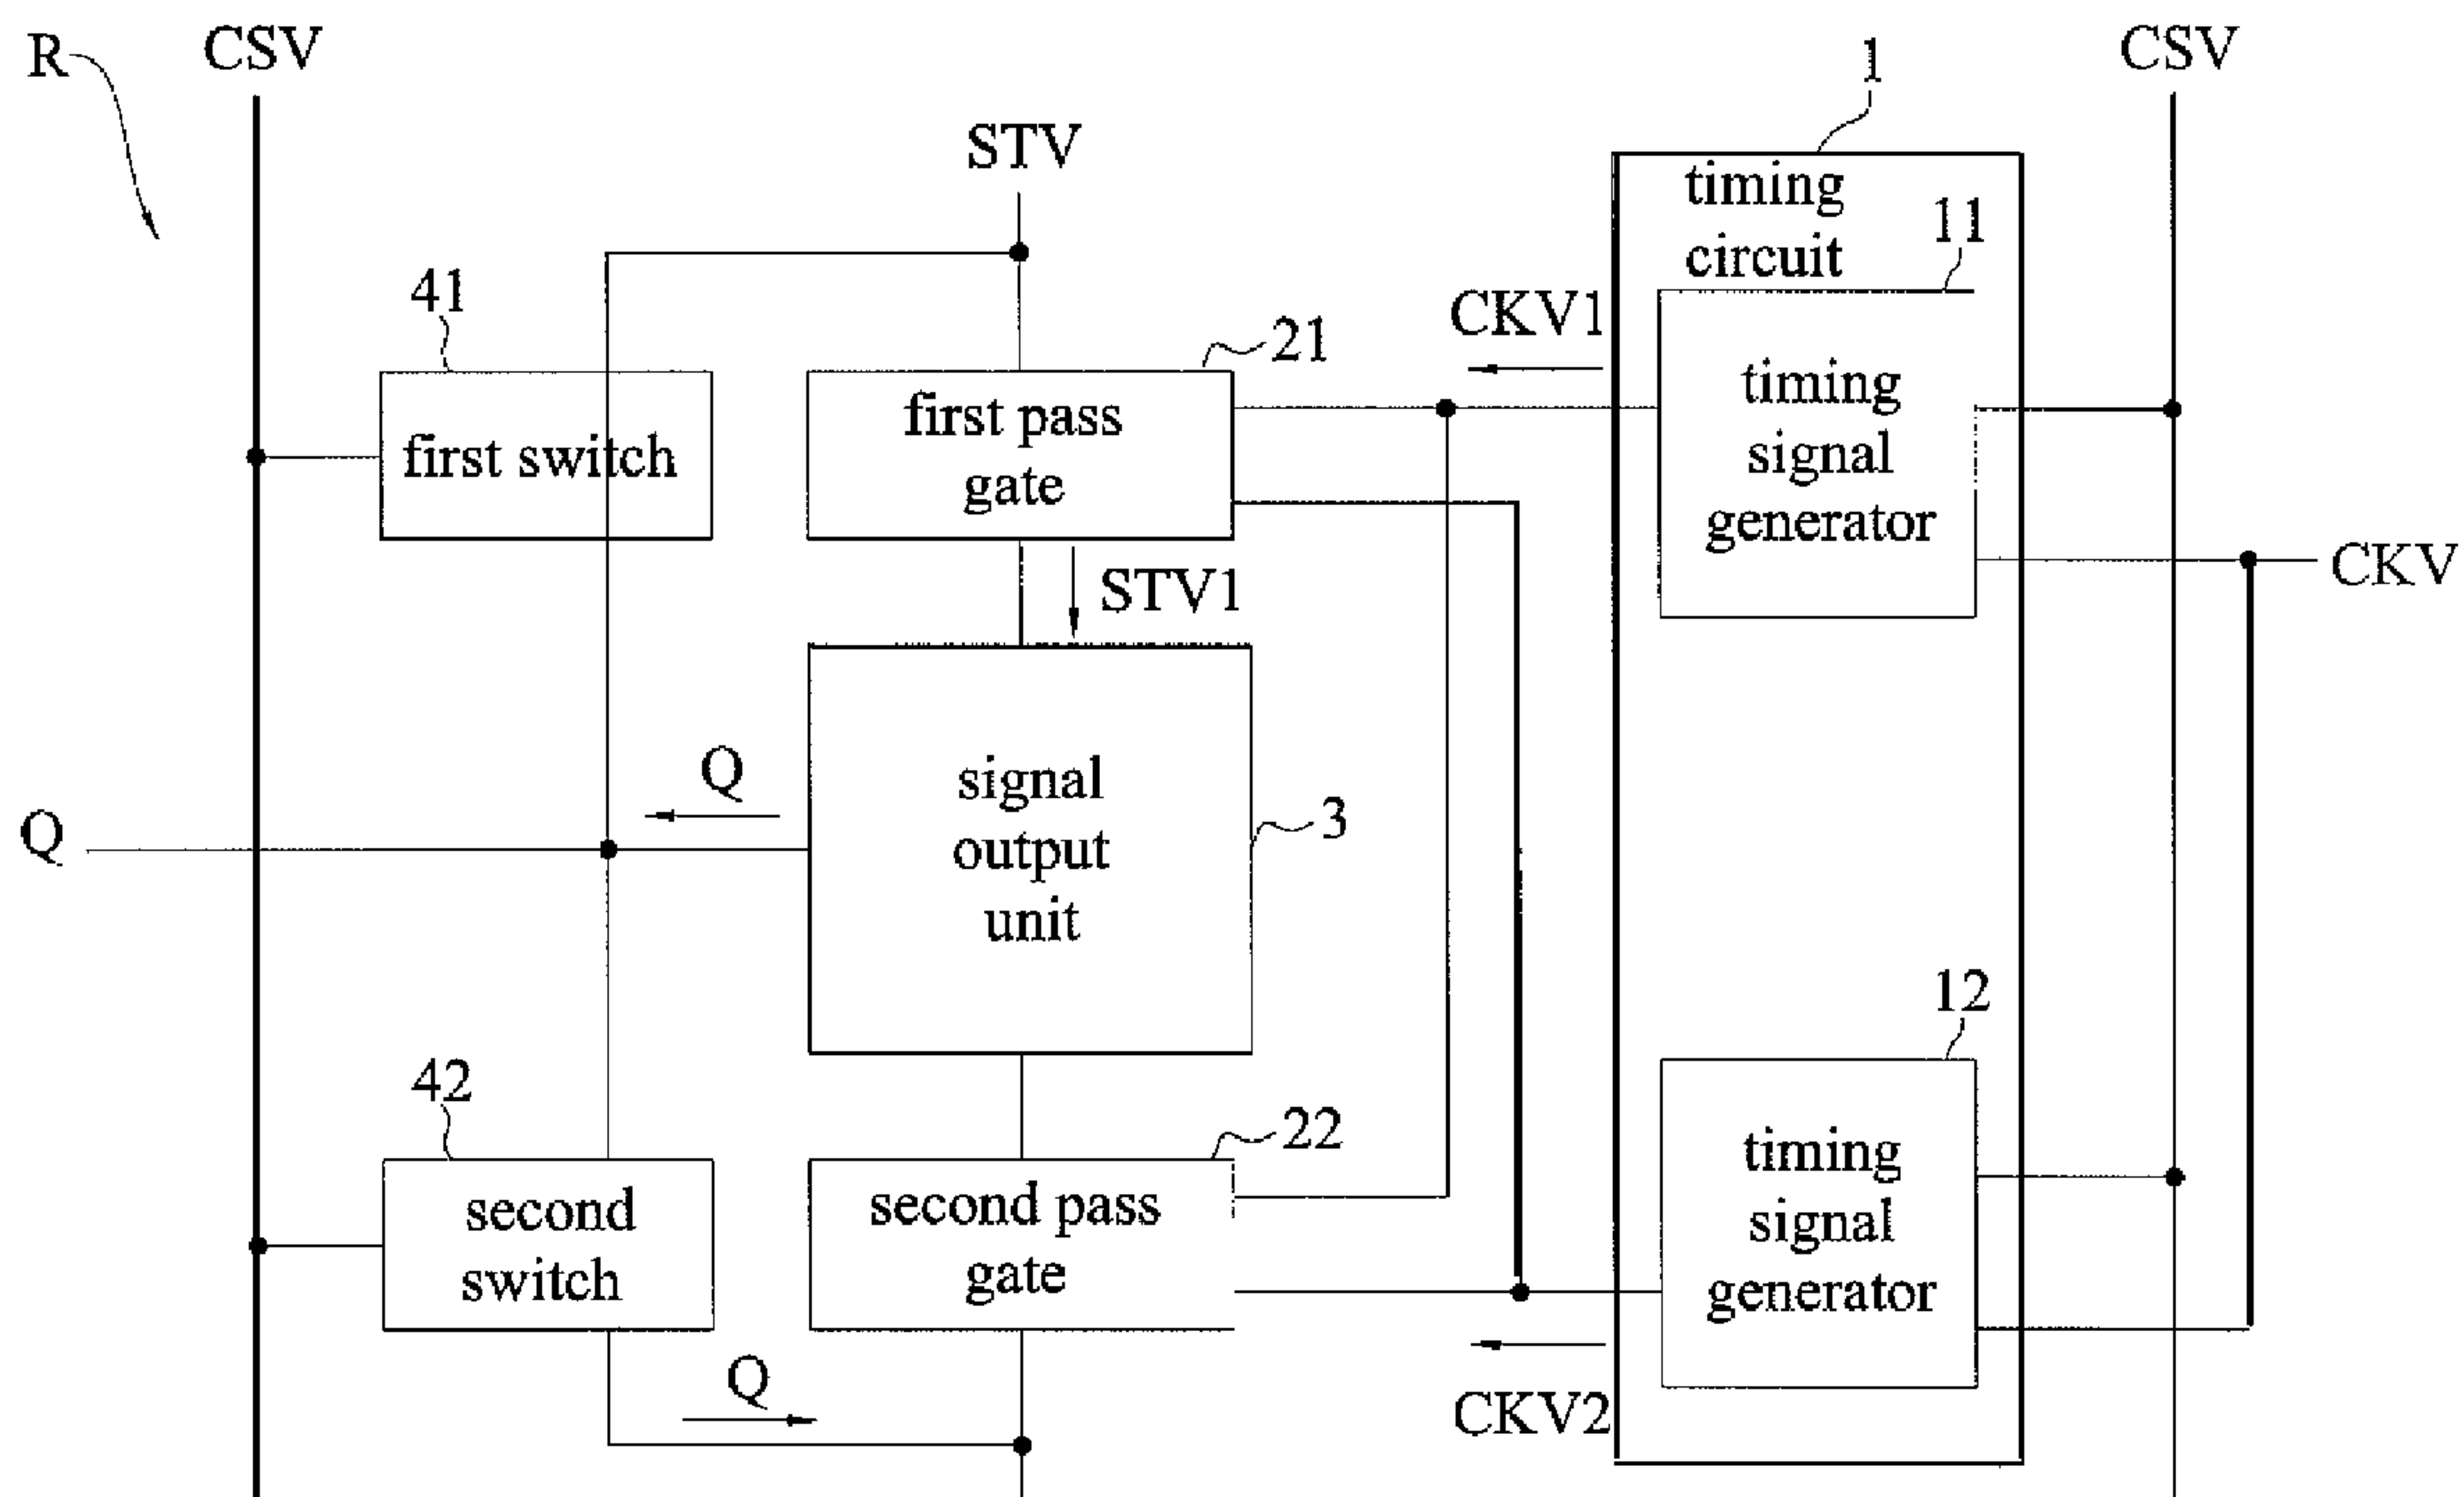 R
CSV
CSV
1
STV
timing
circuit
11
41
21
CKV1
first switch
first pass
gate
timing
signal
generator
CKV
STV1
Q
Q
signal
output
unit
3
12
42
22
second
switch
second pass
gate
timing
signal
generator
Q
CKV2